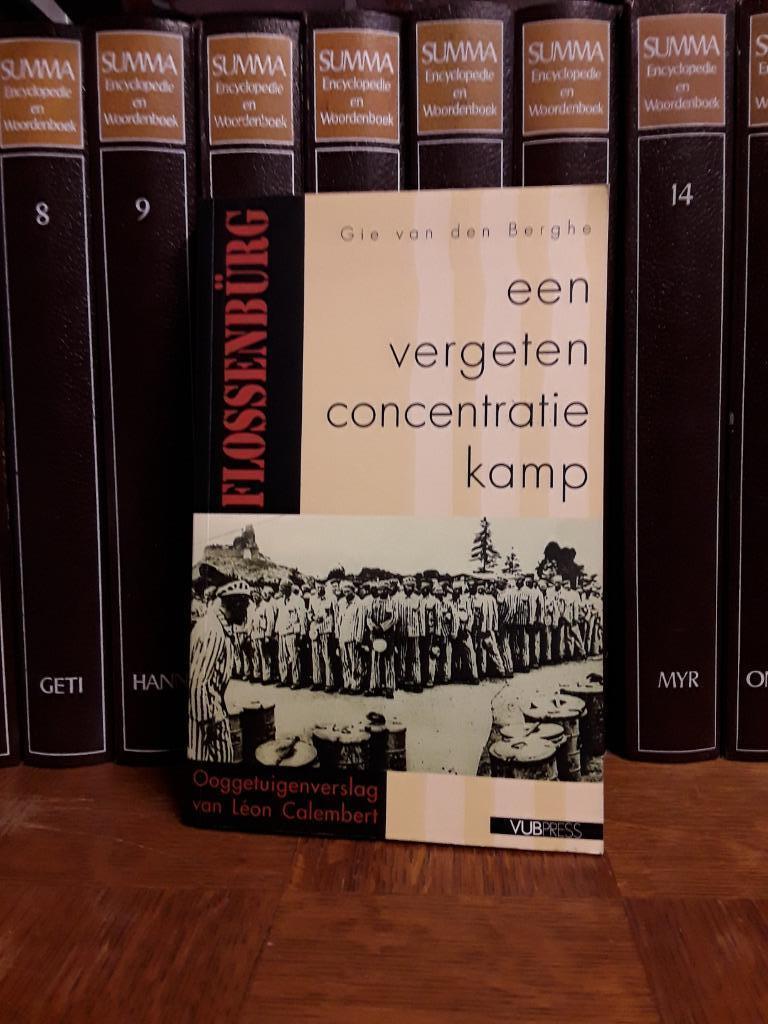 SUMMA
Encyclopedie
en
Woordenboek
8
GETI
SUMMA
Encyclopedie
en
Woordenboek
9
HAN
SUMMA
Encyclopedie
en
Woordenboek
SUMMA
Encyclopedie
en
Woordenboek
SUMMA
Encyclopedie
en
Woordenboek
SUMMA
Encyclopedie
en
Woordenboek
SUMMA
Encyclopedie
en
Woordenboek
14
MYR
FLOSSENBÜRG
Gie van den Berghe
een
vergeten
concentratie
kamp
Ooggetuigenverslag
van Léon Calembert
VUBPRESS